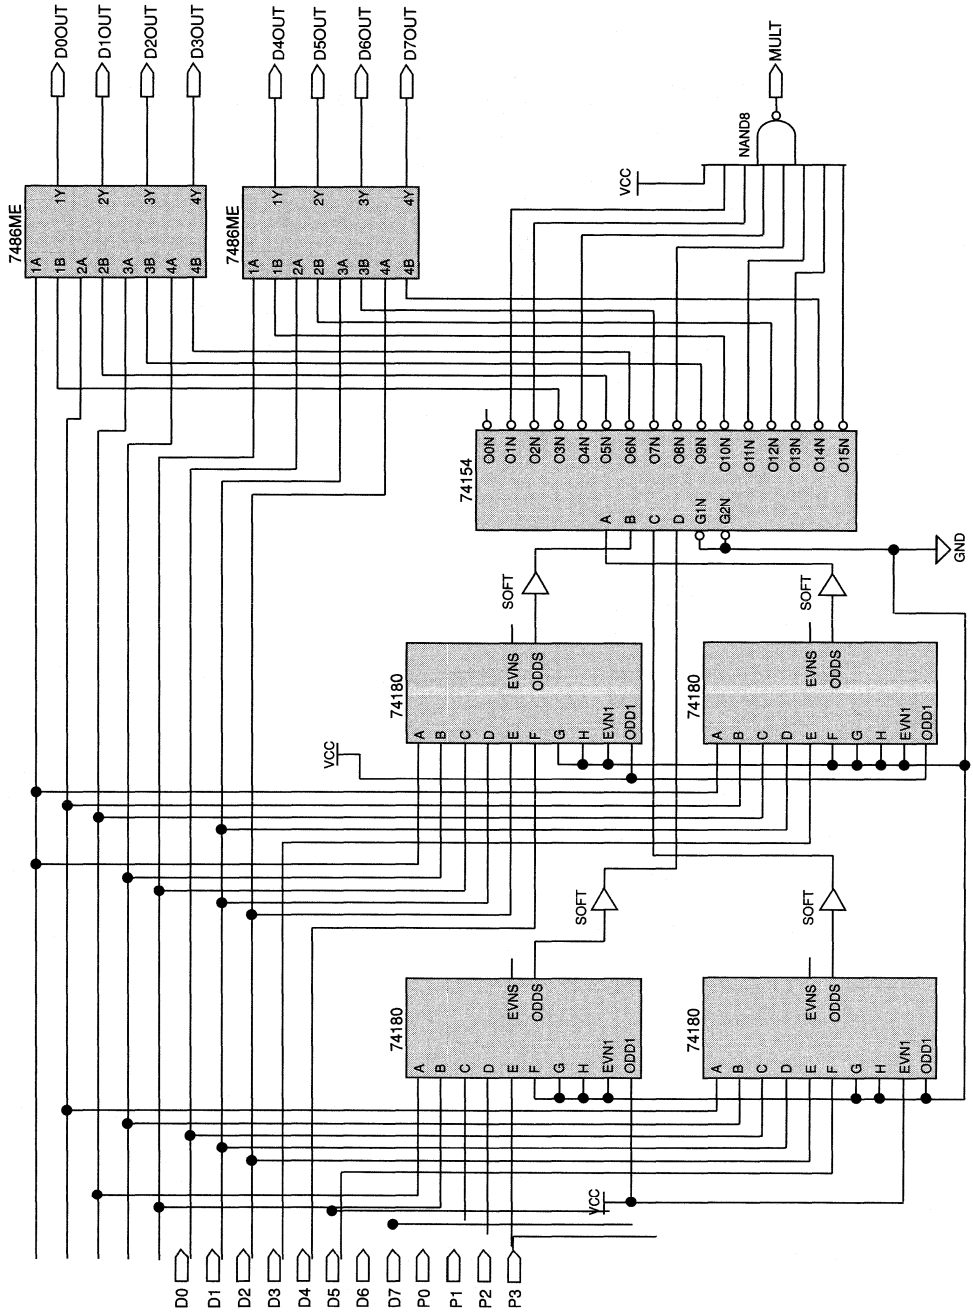 D0OUT
D1OUT
D2OUT
D3OUT
D4OUT
D5OUT
D6OUT
D7OUT
MULT
7486ME
1A
1B
2A
2B
3A
3B
4A
4B
1Y
2Y
3Y
4Y
7486ME
1A
1B
2A
2B
3A
3B
4A
4B
1Y
2Y
3Y
4Y
VCC
NAND8
74154
O0N
O1N
O2N
O3N
O4N
O5N
O6N
O7N
O8N
O9N
O10N
O11N
O12N
O13N
O14N
O15N
A
B
C
D
G1N
G2N
GND
SOFT
SOFT
74180
EVNS
ODDS
A
B
C
D
E
F
G
H
EVN1
ODD1
74180
EVNS
ODDS
A
B
C
D
E
F
G
H
EVN1
ODD1
VCC
SOFT
SOFT
74180
EVNS
ODDS
A
B
C
D
E
F
G
H
EVN1
ODD1
74180
EVNS
ODDS
A
B
C
D
E
F
G
H
EVN1
ODD1
VCC
D0
D1
D2
D3
D4
D5
D6
D7
P0
P1
P2
P3